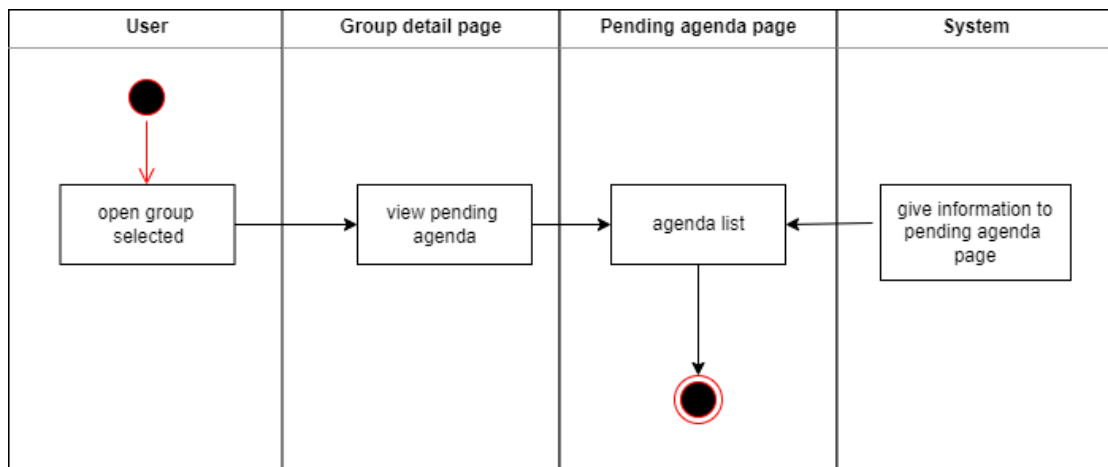 User
Group detail page
Pending agenda page
System
open group
selected
view pending
agenda
agenda list
give information to
pending agenda
page